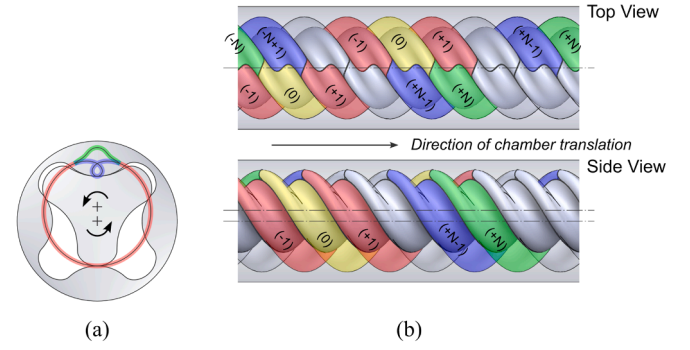 Top View
(-N) (-N+1) (-1) (0) (+1) (+N-1) (+N)
(-1) (0) (+1) (+N-1) (+N)
Direction of chamber translation
Side View
(-1) (0) (+1) (+N-1) (+N)
(a) (b)